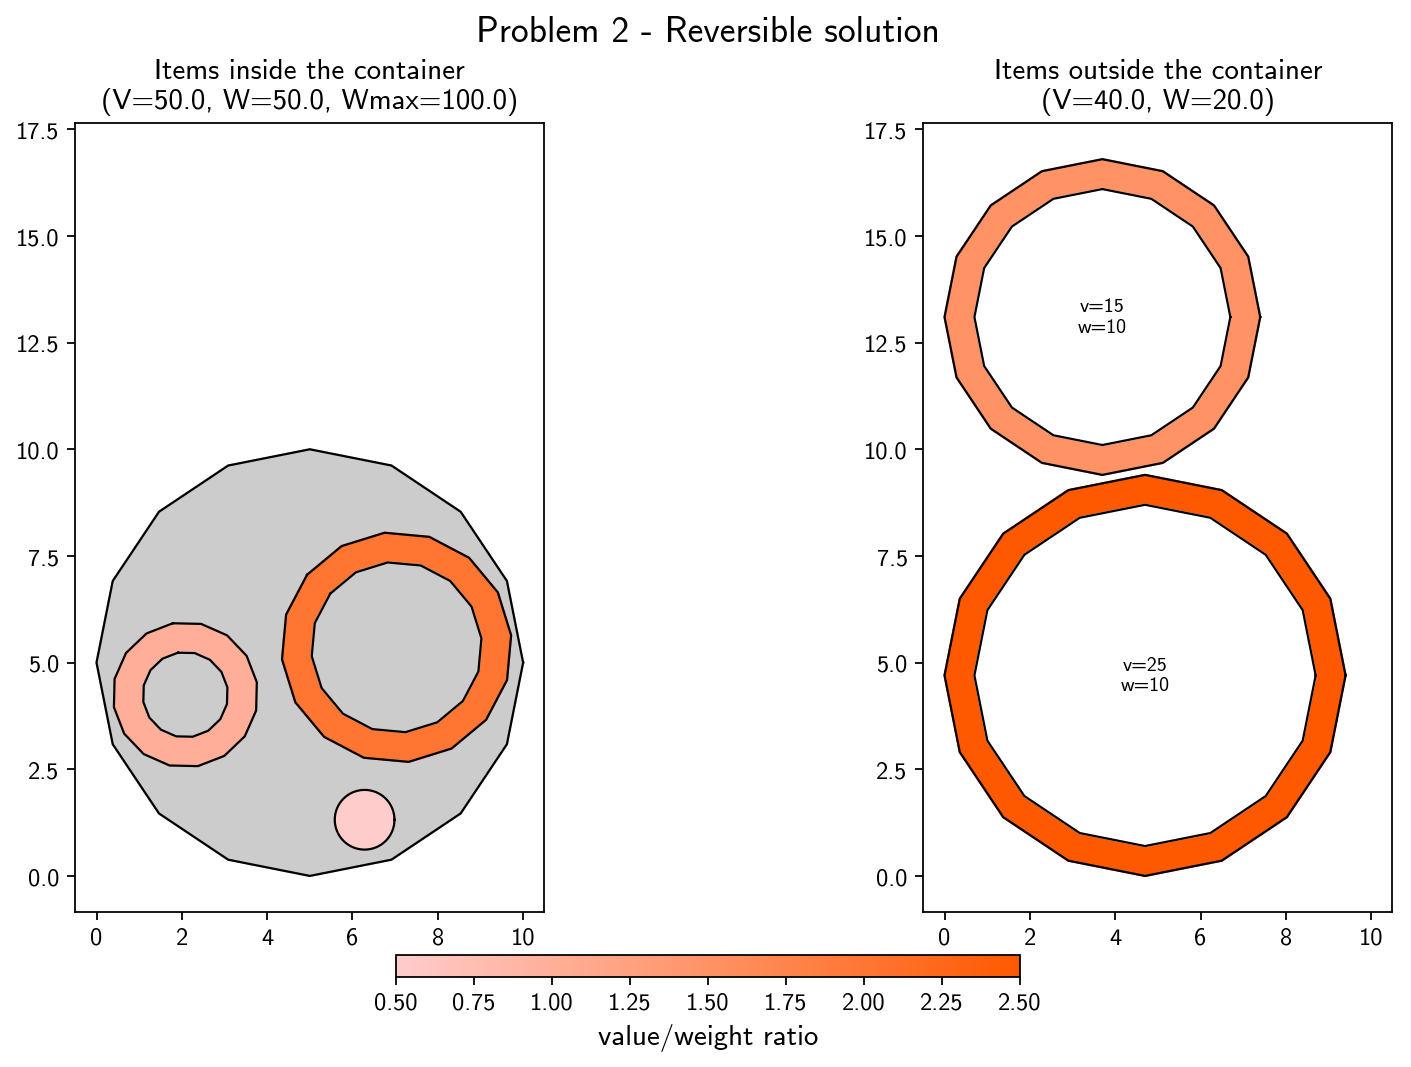 Problem 2 - Reversible solution
Items inside the container
(V=50.0, W=50.0, Wmax=100.0)
17.5
15.0
12.5
10.0
7.5
5.0
2.5
0.0
0 2 4 6 8 10
Items outside the container
(V=40.0, W=20.0)
17.5
15.0
12.5
10.0
7.5
5.0
2.5
0.0
v=15
w=10
v=25
w=10
0 2 4 6 8 10
0.50 0.75 1.00 1.25 1.50 1.75 2.00 2.25 2.50
value/weight ratio